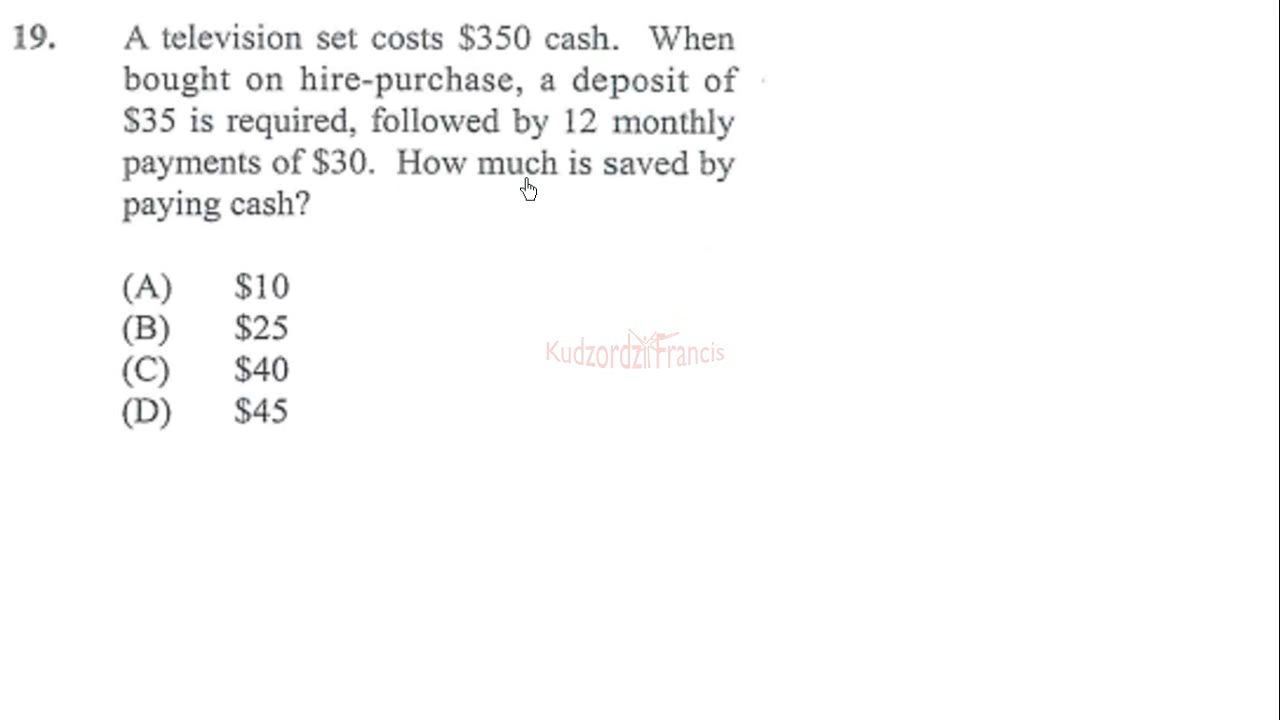 19. A television set costs $350 cash. When
bought on hire-purchase, a deposit of
$35 is required, followed by 12 monthly
payments of $30. How much is saved by
paying cash?
(A) $10
(B) $25
(C) $40
(D) $45
Kudzordzi Francis